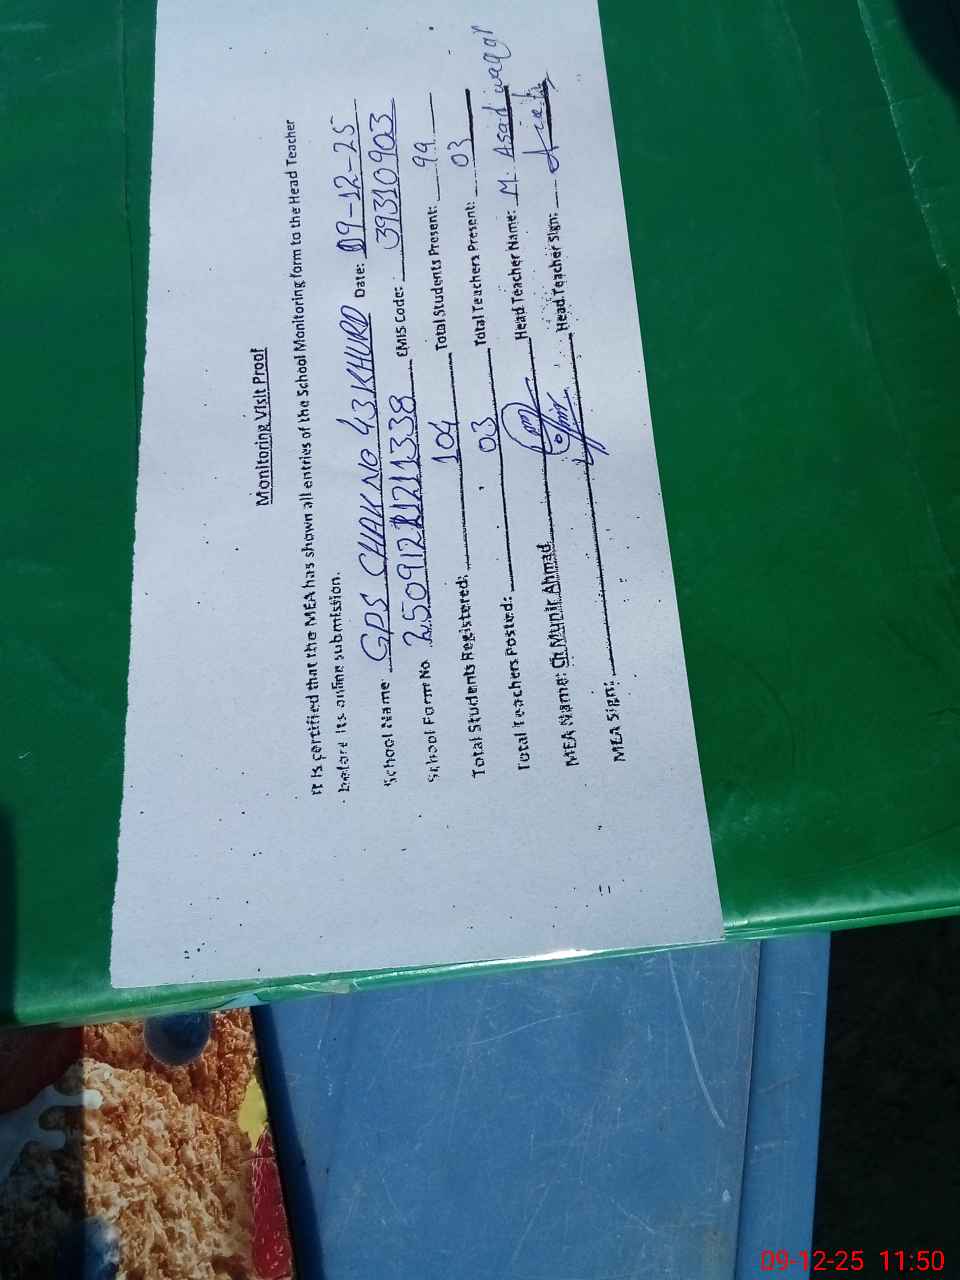 Monitoring Visit Proof
It is certified that the MEA has shown all entries of the School Monitoring form to the Head Teacher
before its online submission.
School Name: GPS CHAK NO 43 KHURD Date: 09-12-25
School Form No. EMIS Code: 39310903
Total Students Registered: 104 Total Students Present: 99
Total Teachers Posted: 03 Total Teachers Present: 03
MEA Name: Ch Munir Ahmad Head Teacher Name: M. Asad waqar
MEA Sign: Head Teacher Sign:
09-12-25 11:50